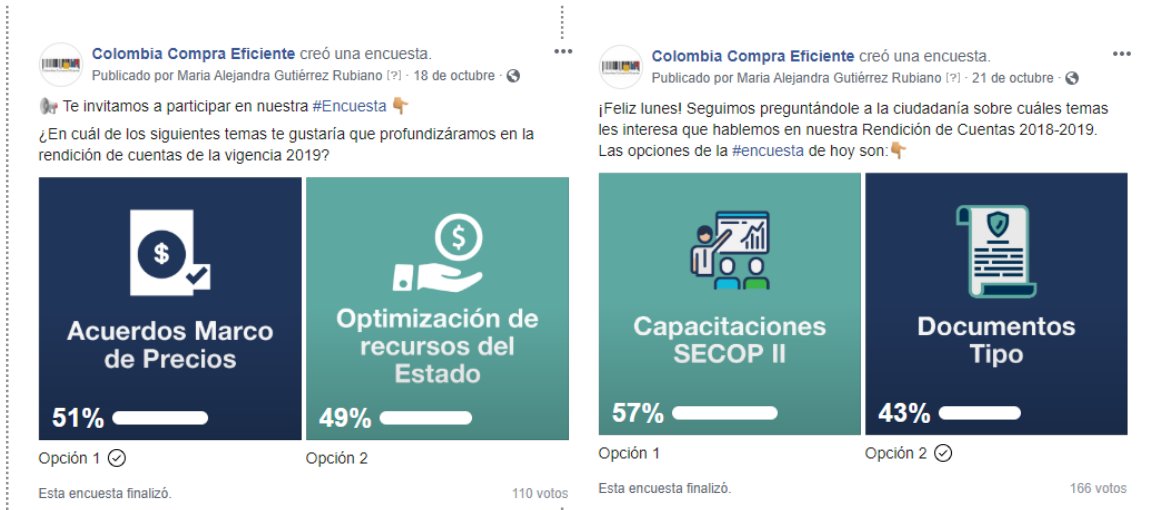 Colombia Compra Eficiente creó una encuesta.
Publicado por Maria Alejandra Gutiérrez Rubiano [?] · 18 de octubre ·
Te invitamos a participar en nuestra #Encuesta
¿En cuál de los siguientes temas te gustaría que profundizáramos en la
rendición de cuentas de la vigencia 2019?
$
Acuerdos Marco
de Precios
51%
Opción 1
$
Optimización de
recursos del
Estado
49%
Opción 2
Esta encuesta finalizó.
110 votos
Colombia Compra Eficiente creó una encuesta.
Publicado por Maria Alejandra Gutiérrez Rubiano [?] · 21 de octubre ·
¡Feliz lunes! Seguimos preguntándole a la ciudadanía sobre cuáles temas
les interesa que hablemos en nuestra Rendición de Cuentas 2018-2019.
Las opciones de la #encuesta de hoy son:
Capacitaciones
SECOP II
57%
Opción 1
Documentos
Tipo
43%
Opción 2
Esta encuesta finalizó.
166 votos